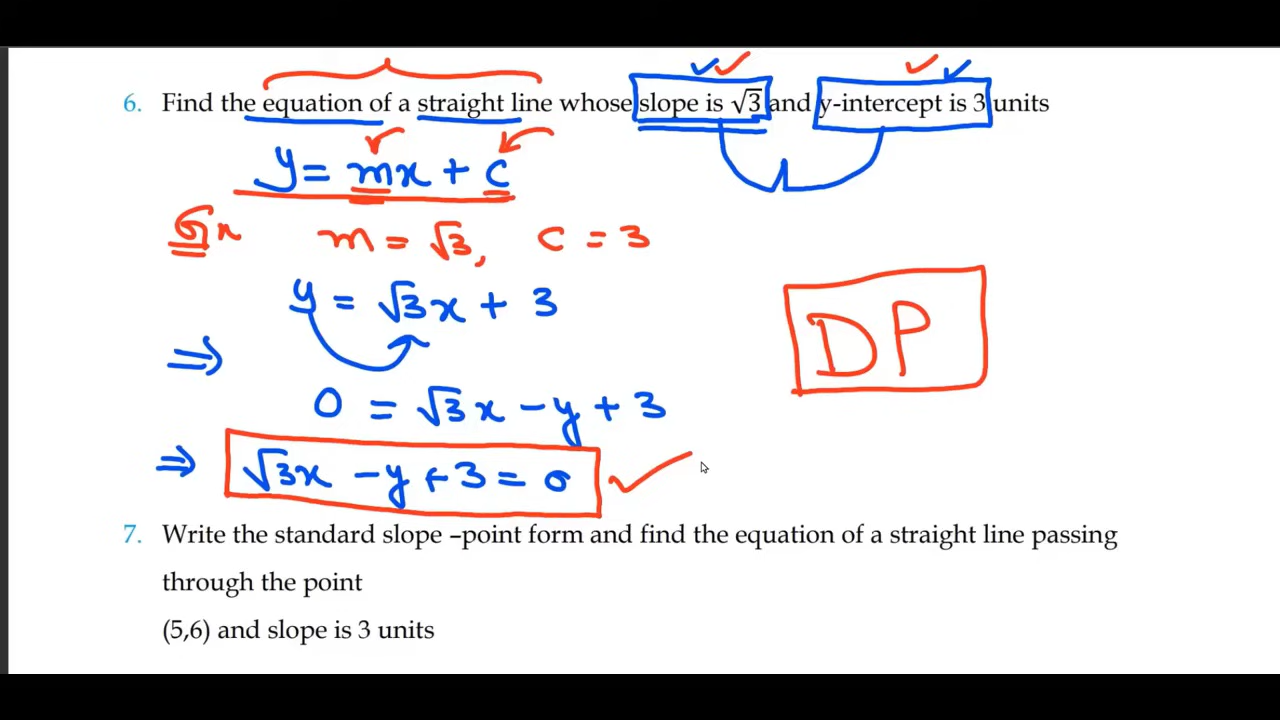 6. Find the equation of a straight line whose slope is √3 and y-intercept is 3 units
y = mx + c
m = √3, c = 3
y = √3x + 3
DP
⇒
0 = √3x - y + 3
⇒ √3x - y + 3 = 0
7. Write the standard slope –point form and find the equation of a straight line passing
through the point
(5,6) and slope is 3 units